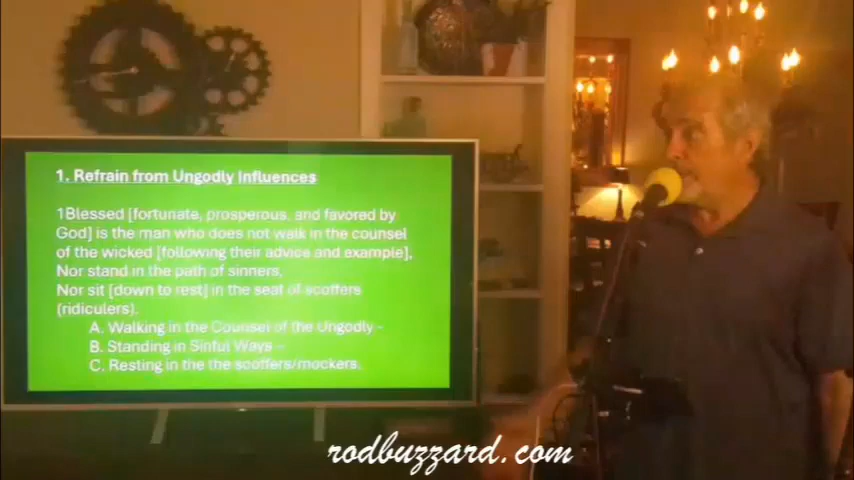 1. Refrain from Ungodly Influences
1Blessed [fortunate, prosperous, and favored by
God] is the man who does not walk in the counsel
of the wicked [following their advice and example],
Nor stand in the path of sinners,
Nor sit [down to rest] in the seat of scoffers
(ridiculers).
A. Walking in the Counsel of the Ungodly -
B. Standing in Sinful Ways -
C. Resting in the the scoffers/mockers.
rodbuzzard.com